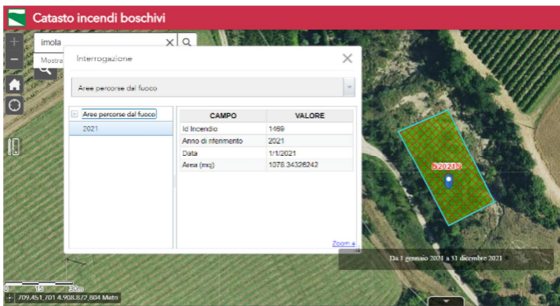 Catasto incendi boschivi
imola
Mostra
Interrogazione
Aree percorse dal fuoco
Aree percorse dal fuoco
2021
CAMPO VALORE
Id Incendio 1469
Anno di riferimento 2021
Data 1/1/2021
Area (mq) 1078.34326242
Zoom a
Da 1 gennaio 2021 a 31 dicembre 2021
709.451,701 4.908.872,804 Metri